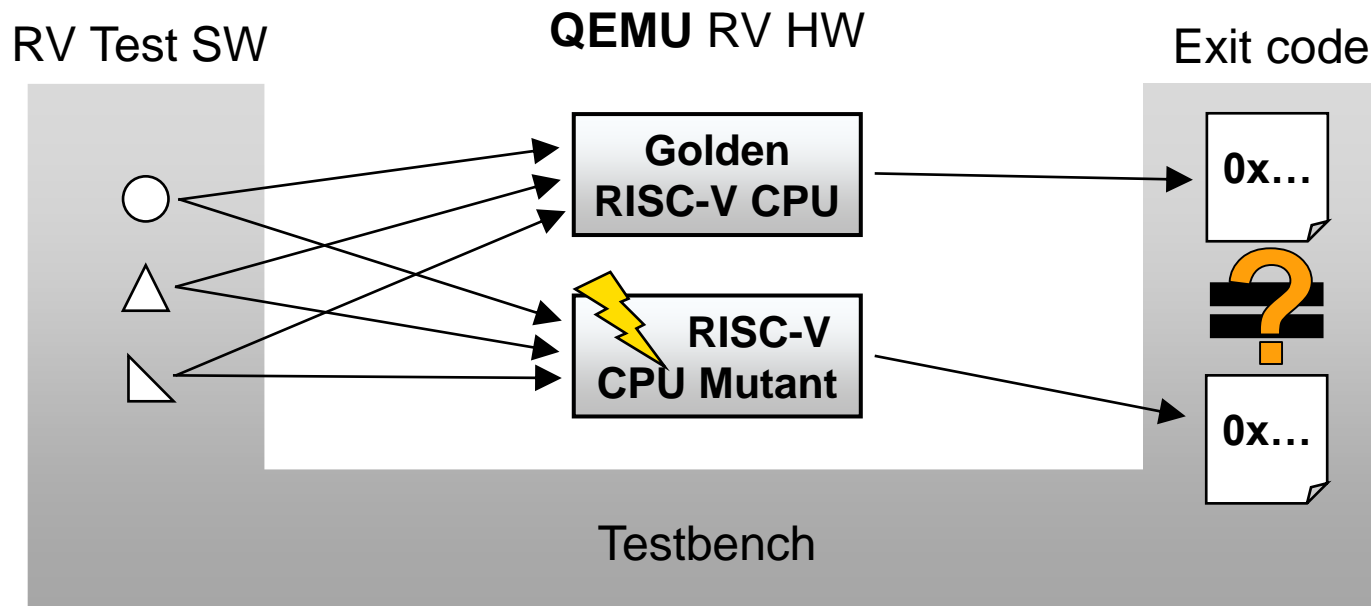 RV Test SW
QEMU RV HW
Exit code
Golden
RISC-V CPU
0x…
?
RISC-V
CPU Mutant
0x…
Testbench